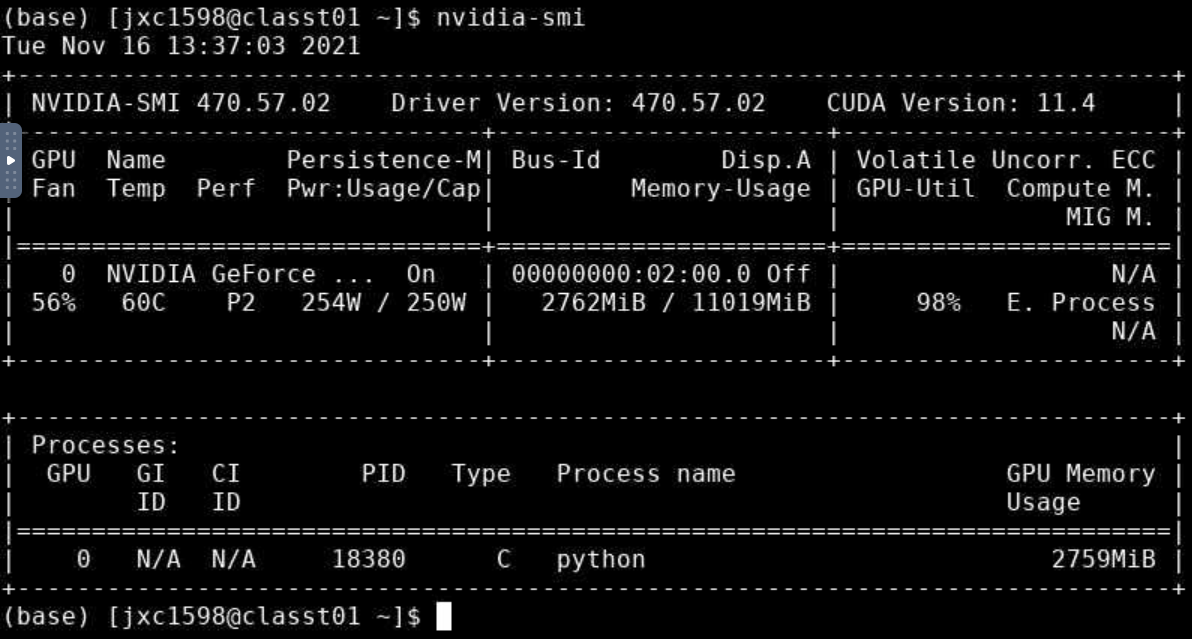 (base) [jxc1598@classt01 ~]$ nvidia-smi
Tue Nov 16 13:37:03 2021
+-----------------------------------------------------------------------------+
| NVIDIA-SMI 470.57.02    Driver Version: 470.57.02    CUDA Version: 11.4     |
|-------------------------------+----------------------+----------------------+
| GPU  Name        Persistence-M| Bus-Id        Disp.A | Volatile Uncorr. ECC |
| Fan  Temp  Perf  Pwr:Usage/Cap|         Memory-Usage | GPU-Util  Compute M. |
|                               |                      |               MIG M. |
|===============================+======================+======================|
|   0  NVIDIA GeForce ...  On   | 00000000:02:00.0 Off |                  N/A |
| 56%   60C    P2   254W / 250W |   2762MiB / 11019MiB |     98%   E. Process |
|                               |                      |                  N/A |
+-------------------------------+----------------------+----------------------+

+-----------------------------------------------------------------------------+
| Processes:                                                                  |
|  GPU   GI   CI        PID   Type   Process name                  GPU Memory |
|        ID   ID                                                   Usage      |
|=============================================================================|
|    0   N/A  N/A     18380      C   python                           2759MiB |
+-----------------------------------------------------------------------------+
(base) [jxc1598@classt01 ~]$